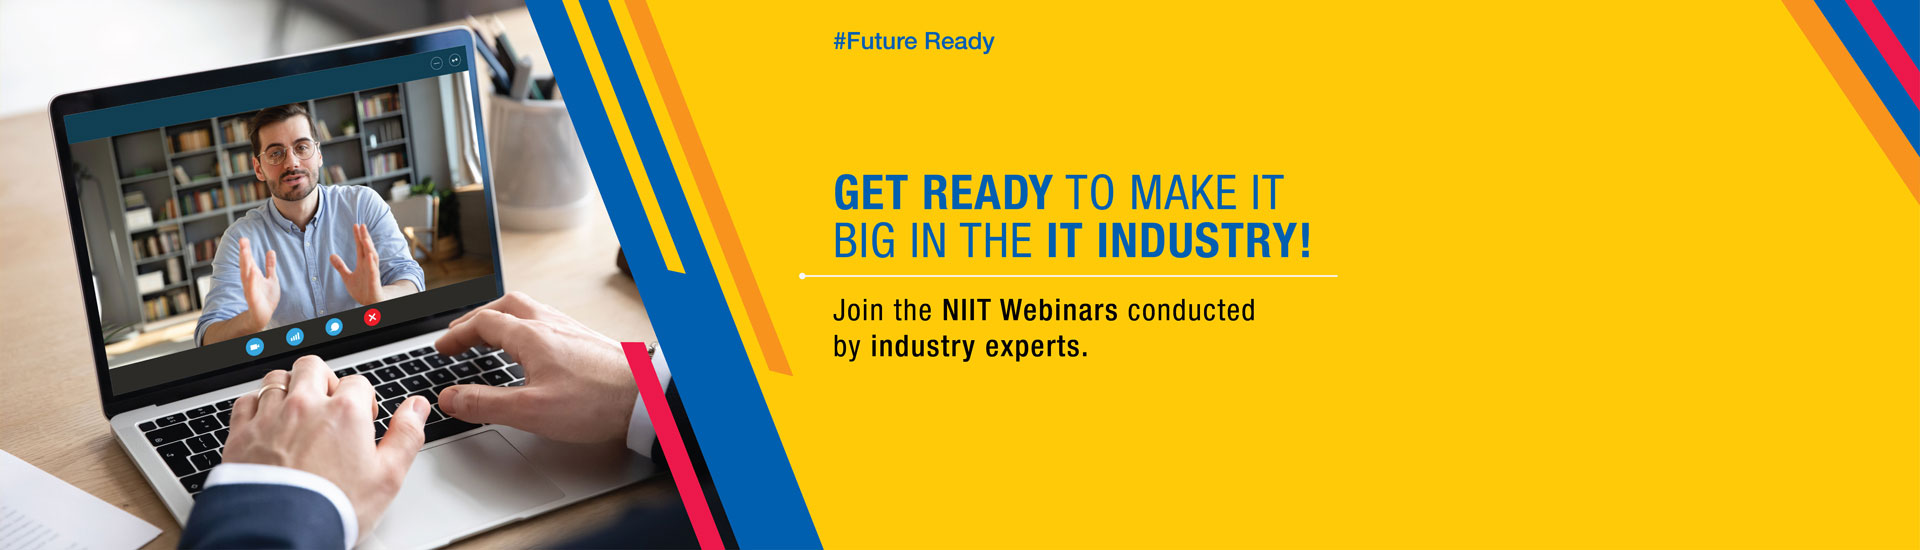 #Future Ready
GET READY TO MAKE IT
BIG IN THE IT INDUSTRY!
Join the NIIT Webinars conducted
by industry experts.